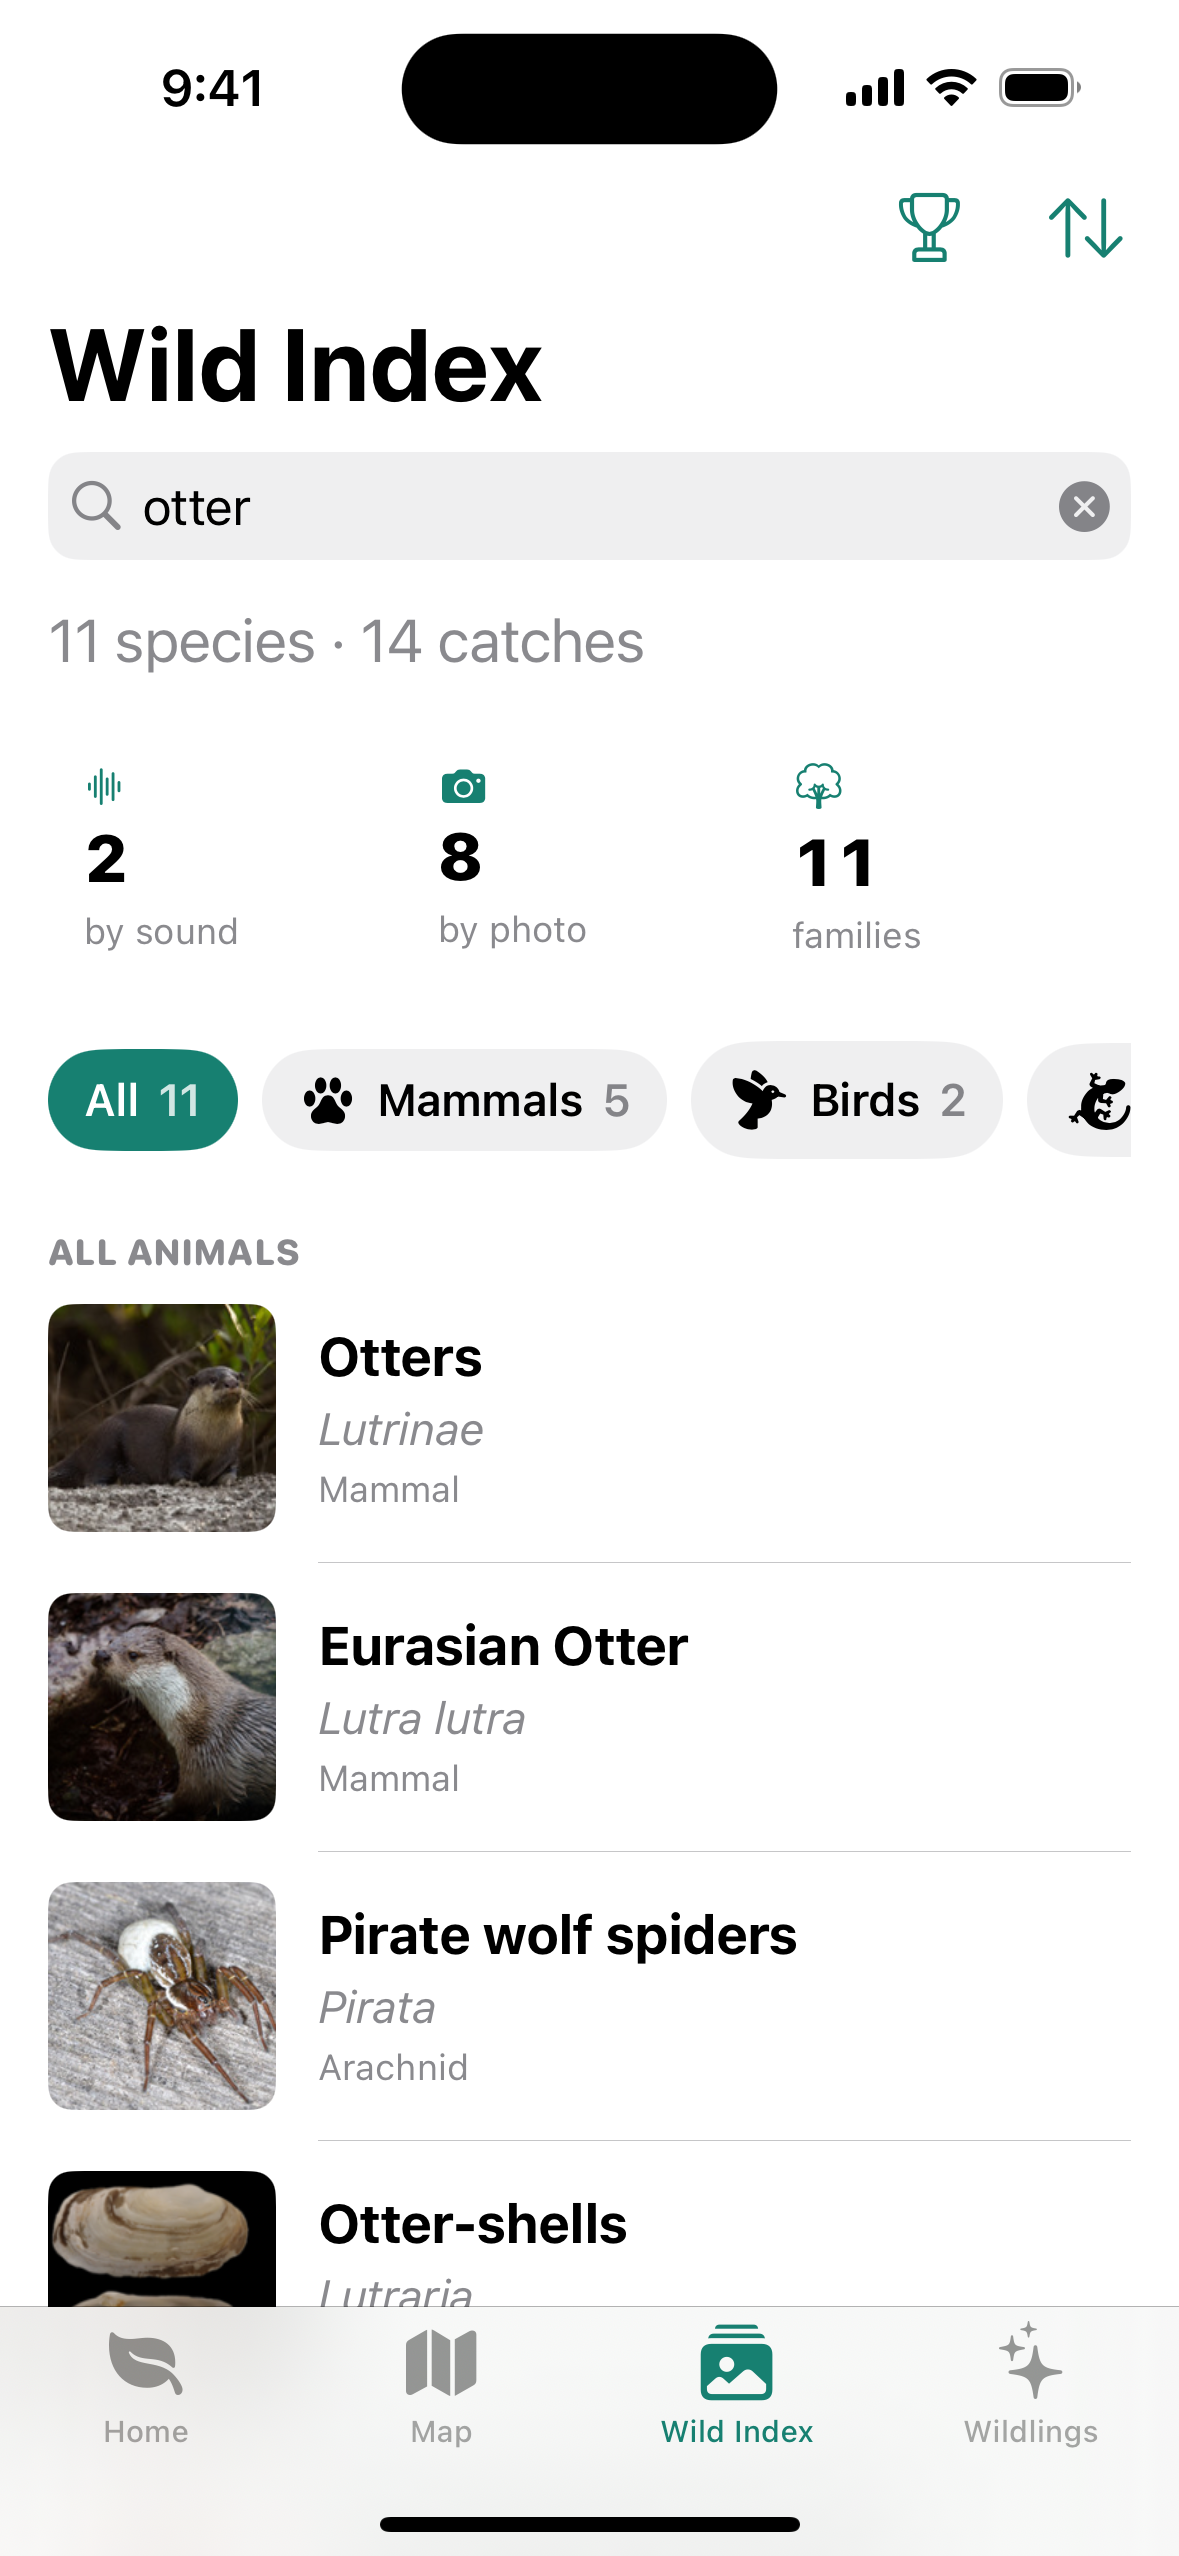 9:41
Wild Index
otter
11 species · 14 catches
2
by sound
8
by photo
11
families
All 11
Mammals 5
Birds 2
ALL ANIMALS
Otters
Lutrinae
Mammal
Eurasian Otter
Lutra lutra
Mammal
Pirate wolf spiders
Pirata
Arachnid
Otter-shells
Lutraria
Home
Map
Wild Index
Wildlings